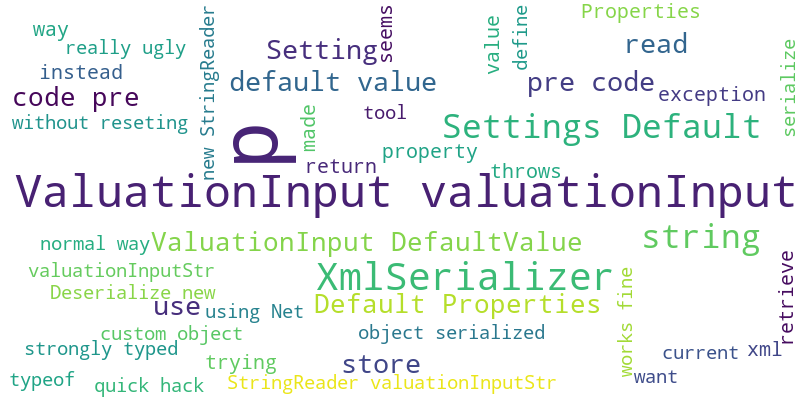 Properties
way
really ugly
new StringReader
Setting
seems
value
define
read
serialize
instead
default value
pre code
code pre
exception
without reseting
p
made
tool
Settings Default
return
property
throws
ValuationInput valuationInput
normal way
ValuationInput DefaultValue
string
valuationInputStr
XmlSerializer
retrieve
Deserialize new
use
using Net
Default Properties
works fine
custom object
object serialized
strongly typed
trying
store
current
xml
typeof
quick hack
StringReader valuationInputStr
want